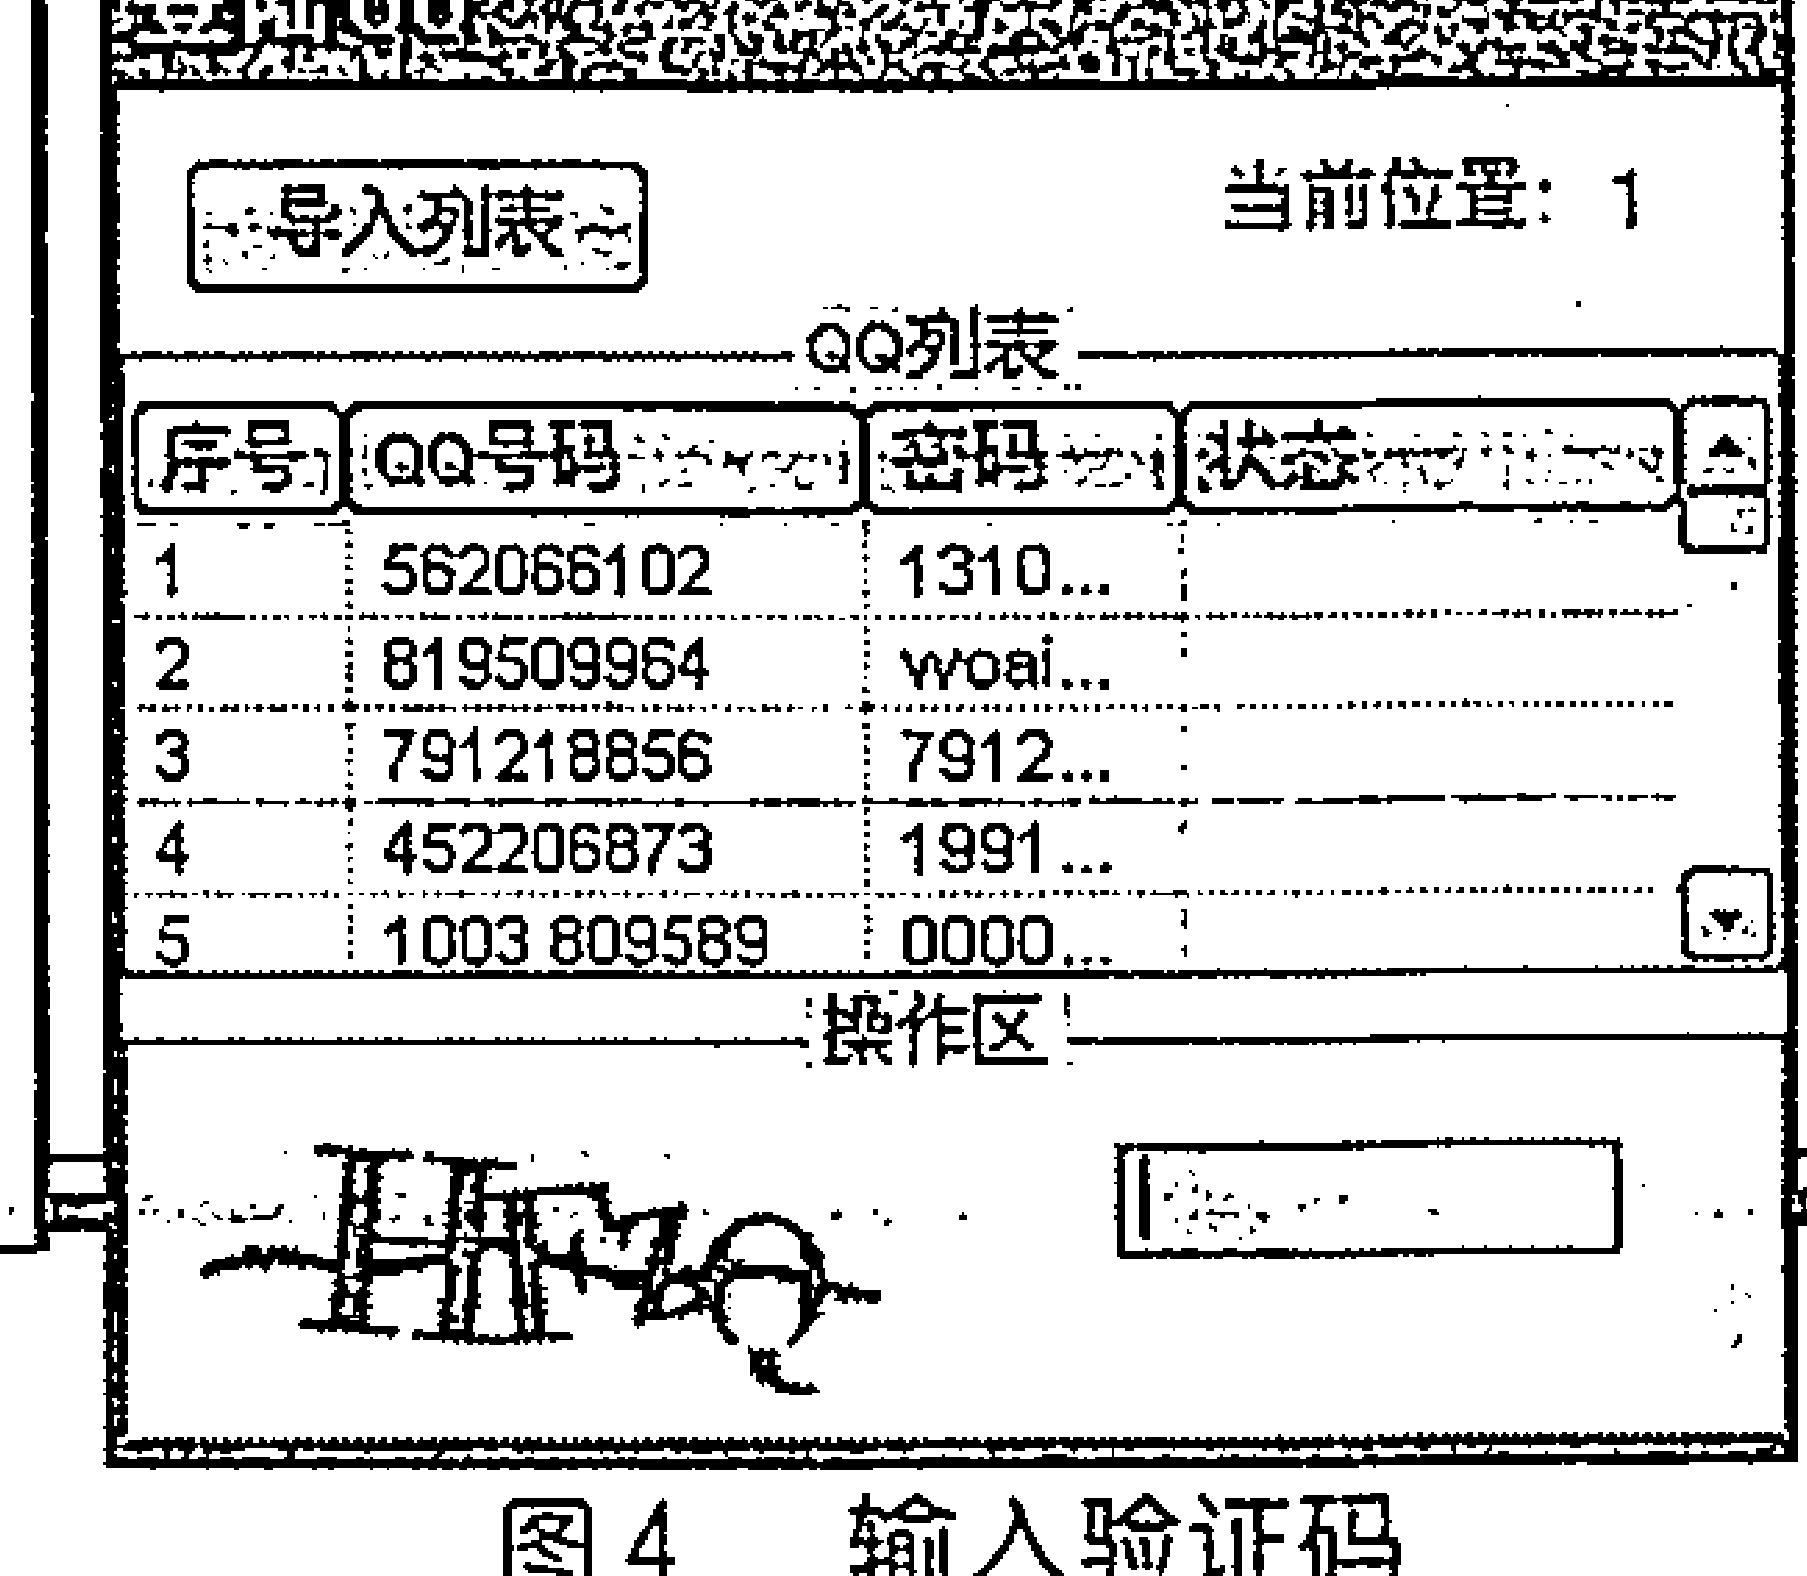 导入列表 当前位置: 1
QQ列表
序号 QQ号码 密码 状态
1 562066102 1310...
2 819509964 woai...
3 791218856 7912...
4 452206873 1991...
5 1003809589 0000...
操作区
图4 输入验证码